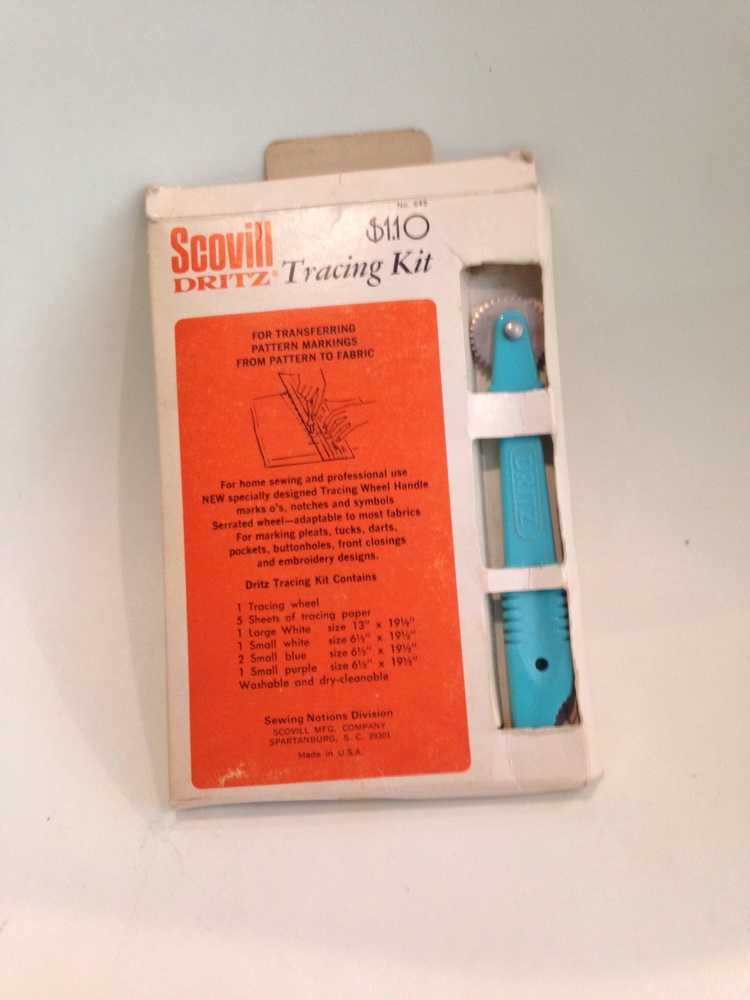 No. 645
$1.10
Scovill
DRITZ® Tracing Kit
FOR TRANSFERRING
PATTERN MARKINGS
FROM PATTERN TO FABRIC
For home sewing and professional use
NEW specially designed Tracing Wheel Handle
marks o's, notches and symbols
Serrated wheel—adaptable to most fabrics
For marking pleats, tucks, darts,
pockets, buttonholes, front closings
and embroidery designs.
Dritz Tracing Kit Contains
1 Tracing wheel
5 Sheets of tracing paper
1 Large White size 13" x 19½"
1 Small white size 6½" x 19½"
2 Small blue size 6½" x 19½"
1 Small purple size 6½" x 19½"
Washable and dry-cleanable
Sewing Notions Division
SCOVILL MFG. COMPANY
SPARTANBURG, S. C. 29301
Made in U.S.A.
DRITZ